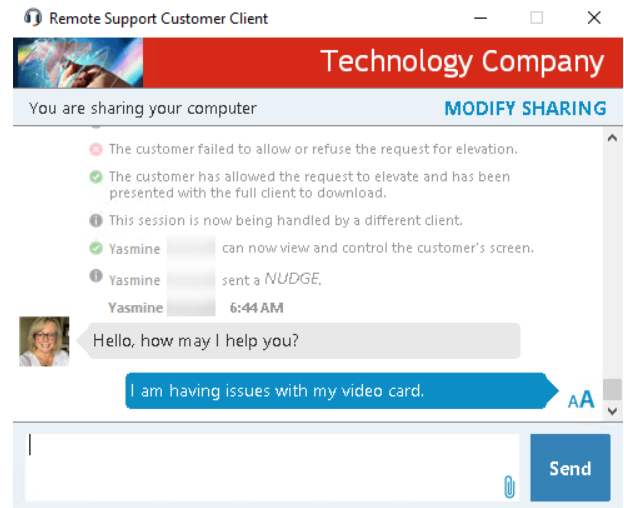 Remote Support Customer Client
Technology Company
You are sharing your computer MODIFY SHARING
The customer failed to allow or refuse the request for elevation.
The customer has allowed the request to elevate and has been
presented with the full client to download.
This session is now being handled by a different client.
Yasmine can now view and control the customer's screen.
Yasmine sent a NUDGE.
Yasmine 6:44 AM
Hello, how may I help you?
I am having issues with my video card.
AA
Send